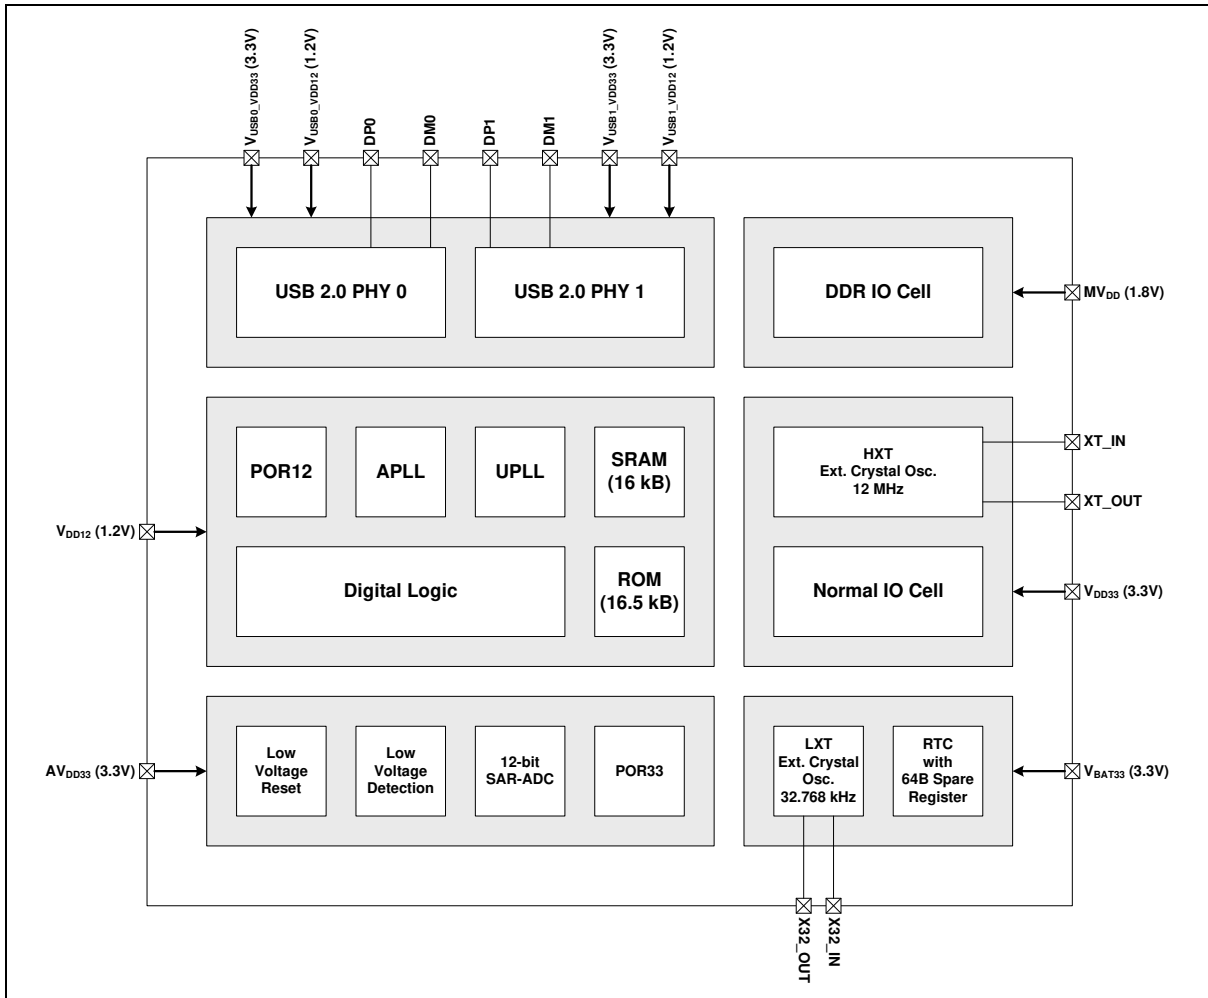 VUSB0_VDD33 (3.3V)
VUSB0_VDD12 (1.2V)
DP0
DM0
DP1
DM1
VUSB1_VDD33 (3.3V)
VUSB1_VDD12 (1.2V)
USB 2.0 PHY 0
USB 2.0 PHY 1
DDR IO Cell
MVDD (1.8V)
POR12
APLL
UPLL
SRAM
(16 kB)
HXT
Ext. Crystal Osc.
12 MHz
XT_IN
XT_OUT
VDD12 (1.2V)
Digital Logic
ROM
(16.5 kB)
Normal IO Cell
VDD33 (3.3V)
AVDD33 (3.3V)
Low
Voltage
Reset
Low
Voltage
Detection
12-bit
SAR-ADC
POR33
LXT
Ext. Crystal
Osc.
32.768 kHz
RTC
with
64B Spare
Register
VBAT33 (3.3V)
X32_OUT
X32_IN